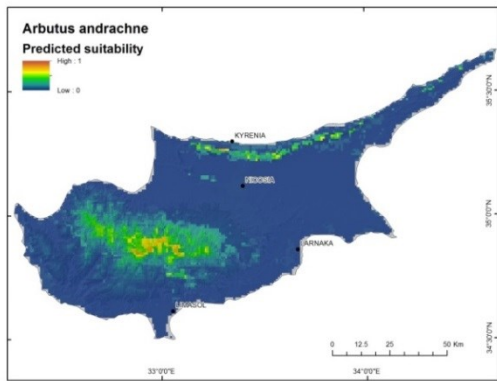 Arbutus andrachne
Predicted suitability
High : 1
Low : 0
KYRENIA
NICOSIA
ARNAKA
LIMASOL
35°30'0"N
35°0'0"N
34°30'0"N
0 12.5 25 50 Km
33°0'0"E
34°0'0"E